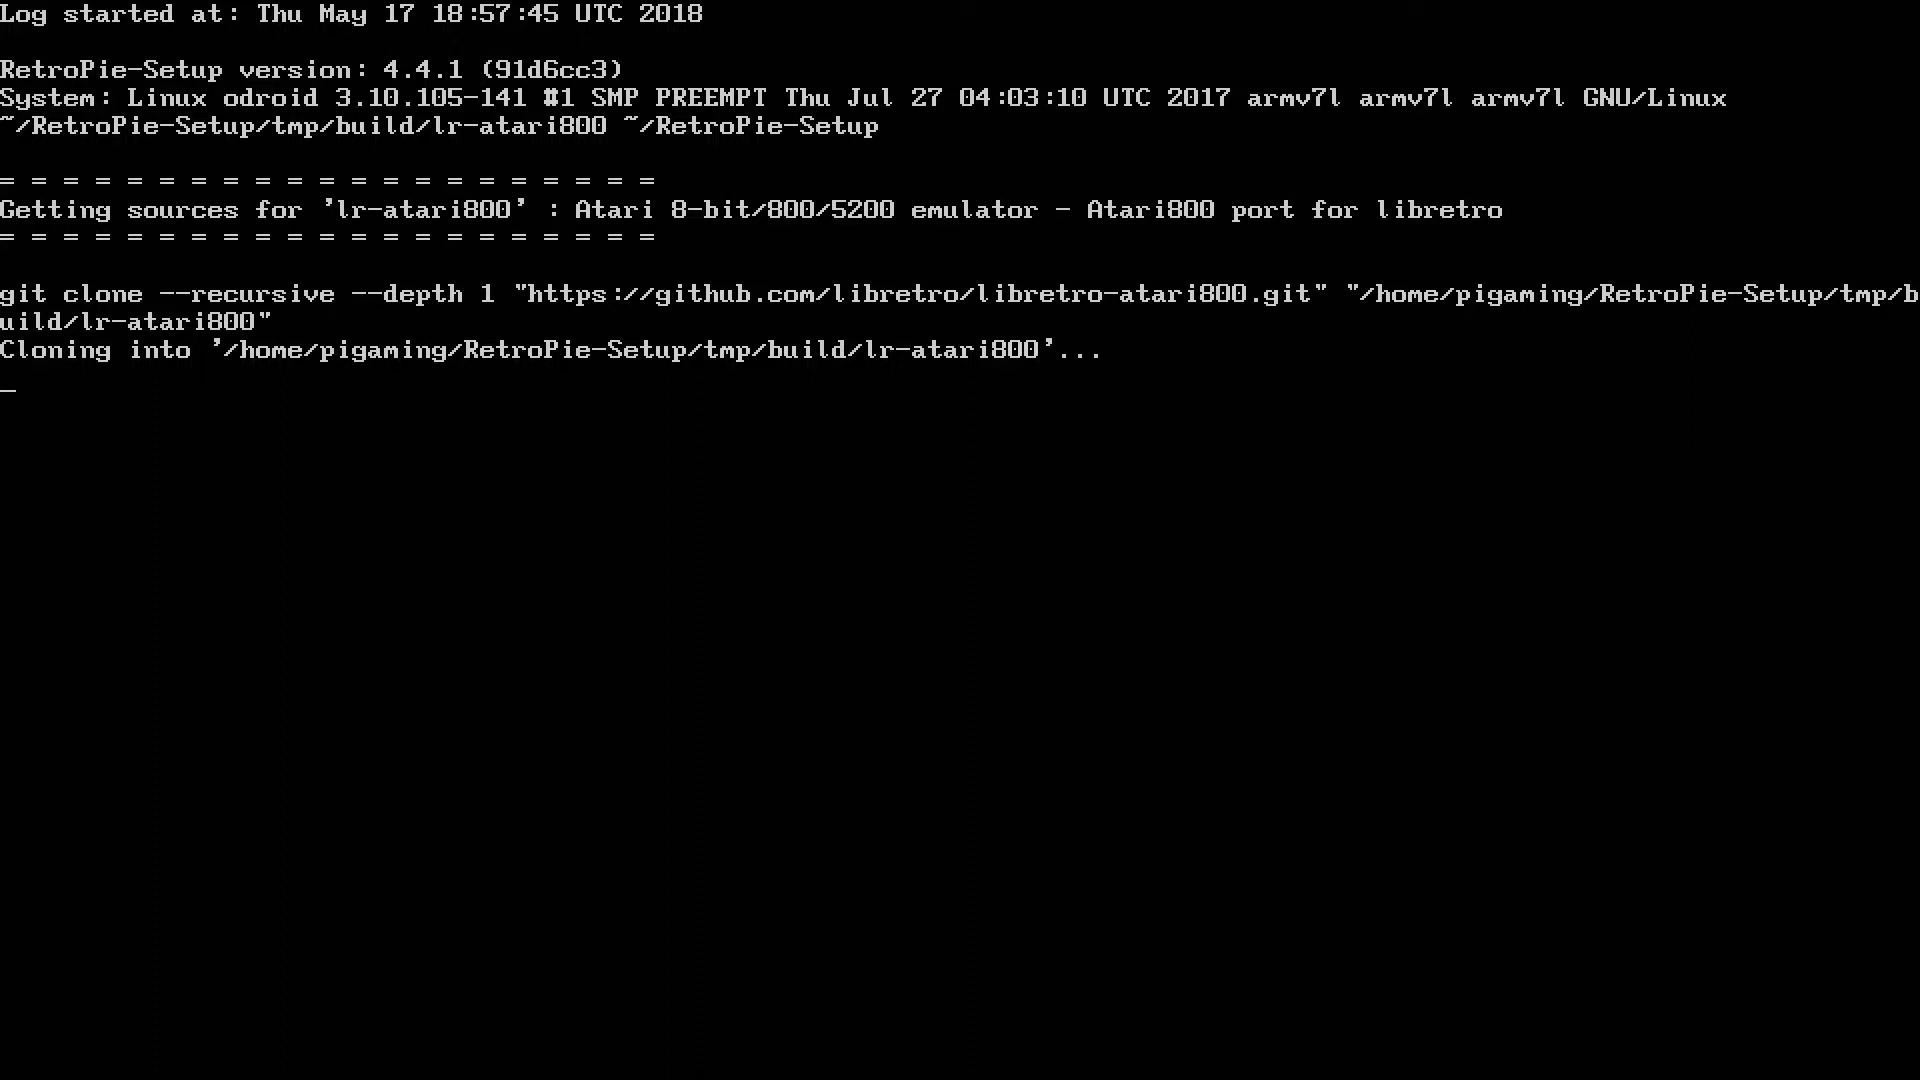 Log started at: Thu May 17 18:57:45 UTC 2018
RetroPie-Setup version: 4.4.1 (91d6cc3)
System: Linux odroid 3.10.105-141 #1 SMP PREEMPT Thu Jul 27 04:03:10 UTC 2017 armv7l armv7l armv7l GNU/Linux
~/RetroPie-Setup/tmp/build/lr-atari800 ~/RetroPie-Setup
= = = = = = = = = = = = = = = = = = = = =
Getting sources for 'lr-atari800' : Atari 8-bit/800/5200 emulator - Atari800 port for libretro
= = = = = = = = = = = = = = = = = = = = =
git clone --recursive --depth 1 "https://github.com/libretro/libretro-atari800.git" "/home/pigaming/RetroPie-Setup/tmp/b
uild/lr-atari800"
Cloning into '/home/pigaming/RetroPie-Setup/tmp/build/lr-atari800'...
_